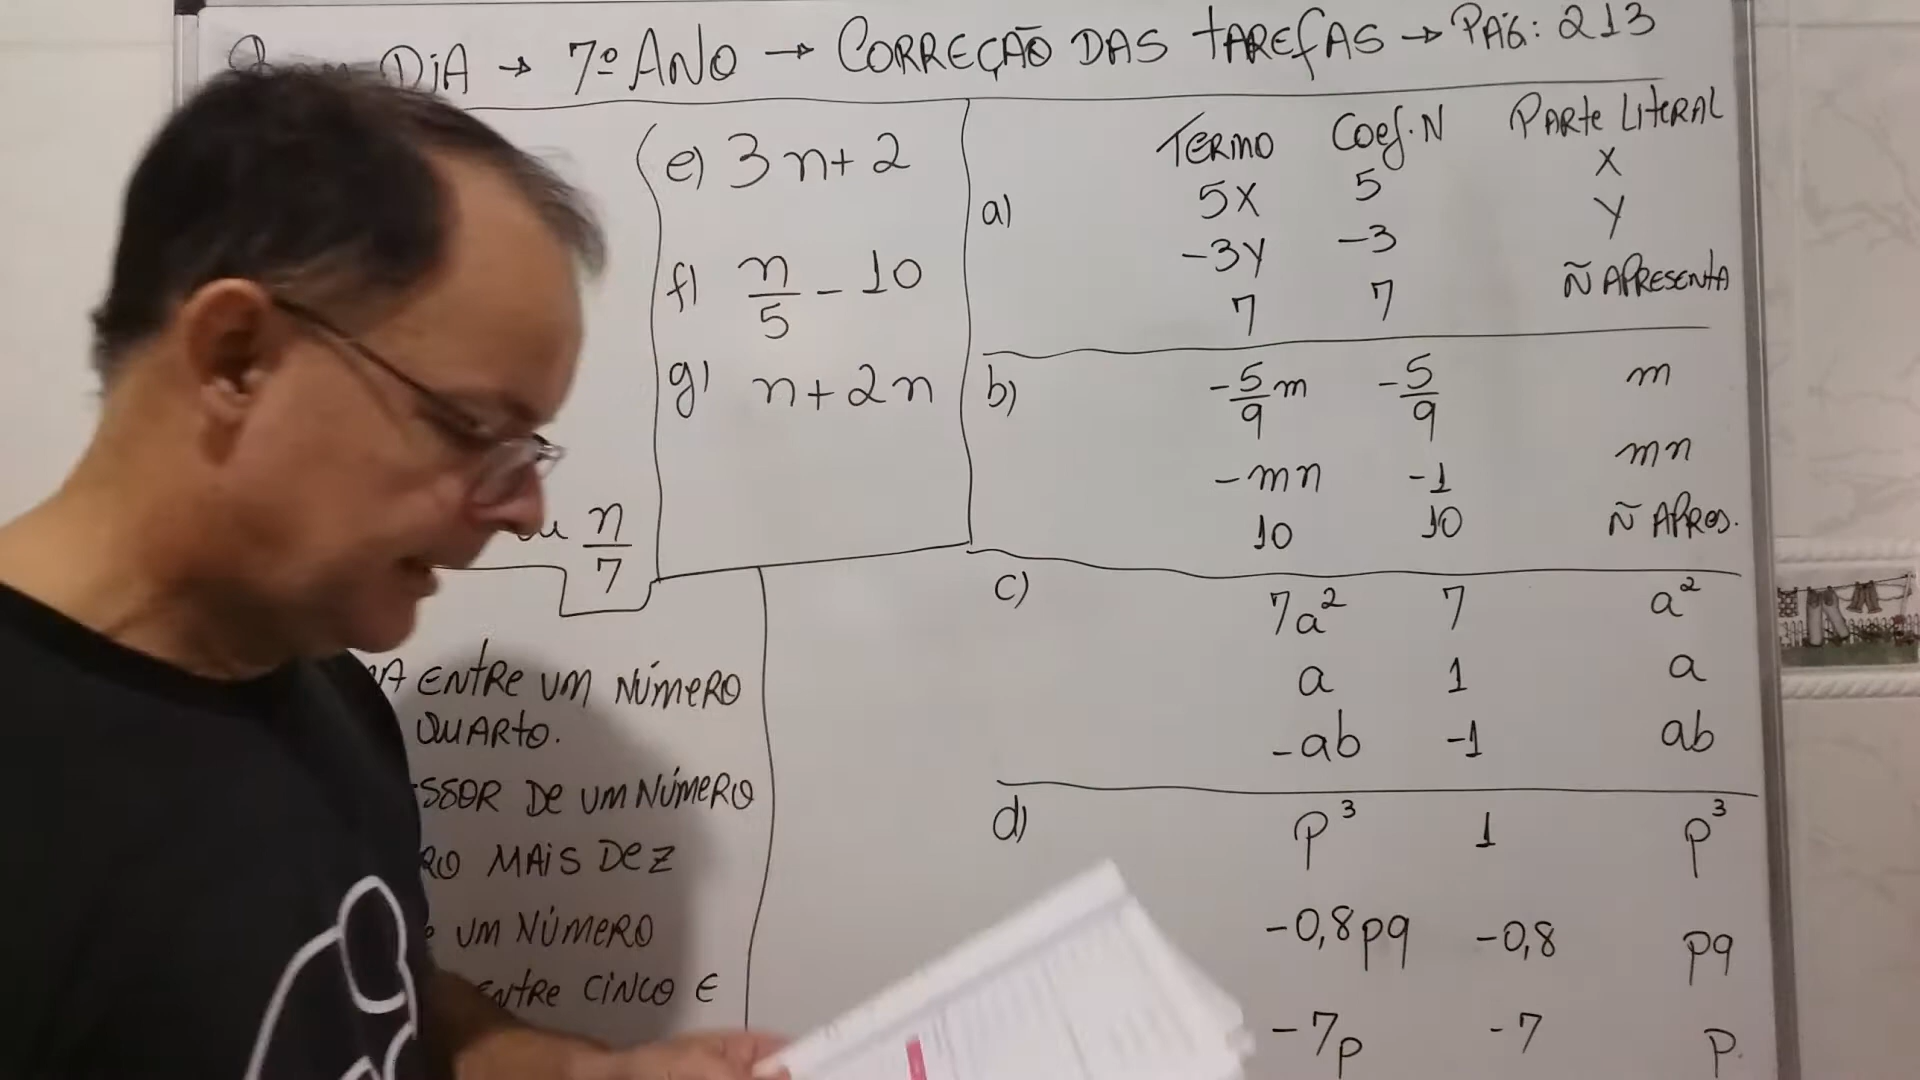 DIA → 7º ANO → CORREÇÃO DAS TAREFAS → PÁG: 213
e) 3n+2
f) n/5 - 10
g) n+2n
n/7
ENTRE UM NÚMERO
QUARTO.
SSOR DE UM NÚMERO
RO MAIS DEZ
UM NÚMERO
ENTRE CINCO E
TERMO Coef. N PARTE LITERAL
a) 5X 5 X
-3Y -3 Y
7 7 Ñ APRESENTA
b) -5/9 m -5/9 m
-mn -1 mn
10 10 Ñ APRES.
c) 7a² 7 a²
a 1 a
-ab -1 ab
d) p³ 1 p³
-0,8pq -0,8 pq
-7p -7 p.